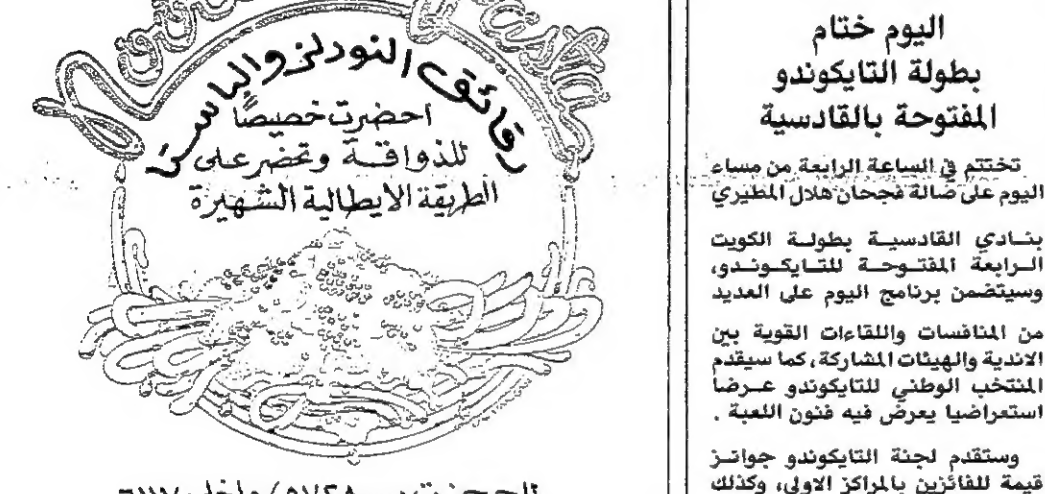 اليوم ختام
بطولة التايكوندو
المفتوحة بالقادسية
تختتم في الساعة الرابعة من مساء
اليوم على صالة فجحان هلال المطيري
بنادي القادسية بطولة الكويت
الرابعة المفتوحة للتايكوندو،
وسيتضمن برنامج اليوم على العديد
من المنافسات واللقاءات القوية بين
الاندية والهيئات المشاركة، كما سيقدم
المنتخب الوطني للتايكوندو عرضا
استعراضيا يعرض فيه فنون اللعبة .
وستقدم لجنة التايكوندو جوائز
قيمة للفائزين بالمراكز الاولى، وكذلك
رقائق النودلز والباستا
احضرت خصيصًا
للذواقة وتحضر على
الطريقة الايطالية الشهيرة